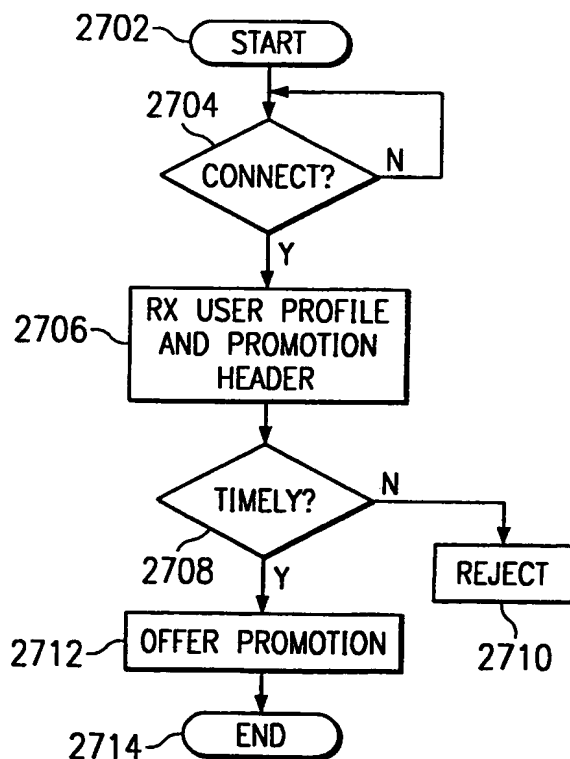 2702
START
2704
CONNECT?
N
Y
2706
RX USER PROFILE
AND PROMOTION
HEADER
TIMELY?
N
2708
Y
REJECT
2710
2712
OFFER PROMOTION
END
2714